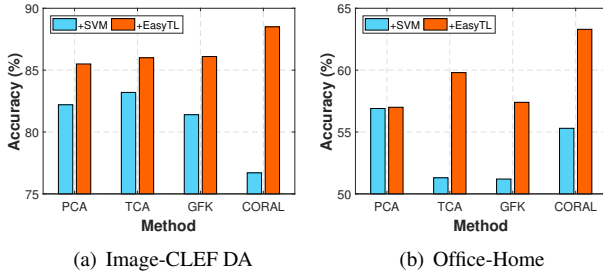 +SVM +EasyTL
Accuracy (%)
90
85
80
75
PCA TCA GFK CORAL
Method
(a) Image-CLEF DA
+SVM +EasyTL
Accuracy (%)
65
60
55
50
PCA TCA GFK CORAL
Method
(b) Office-Home